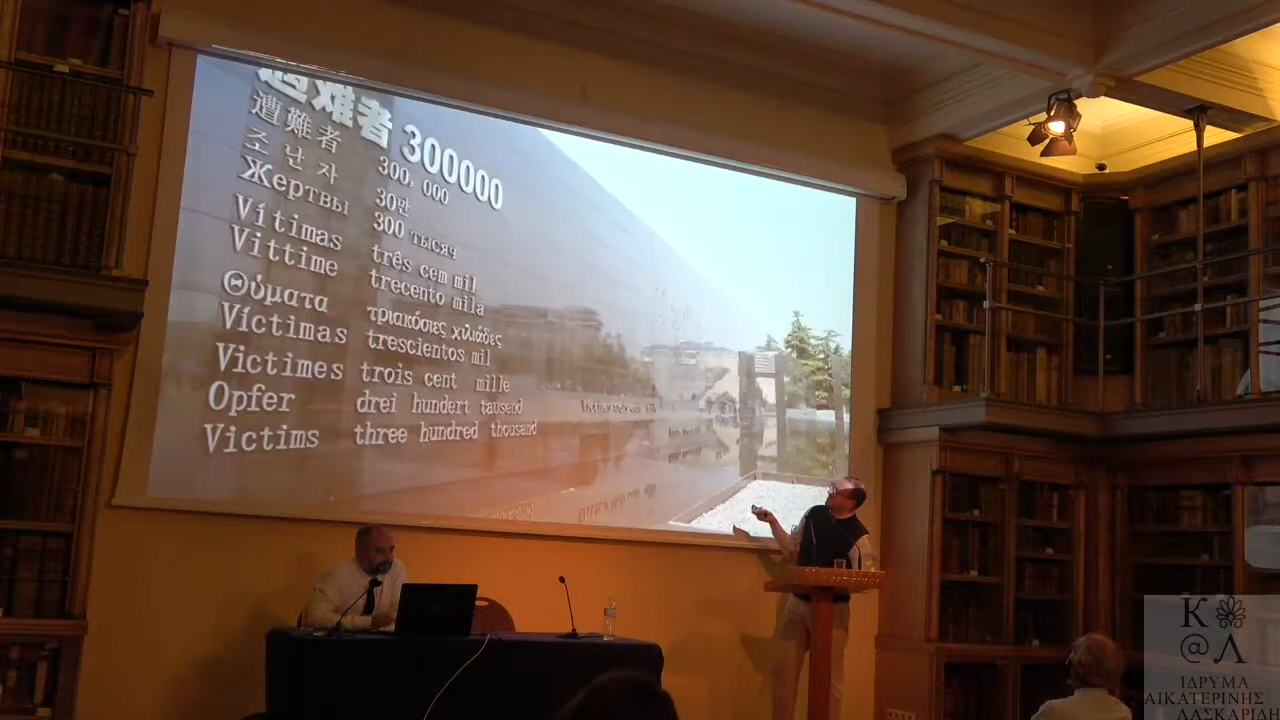 遇难者 300000
遭難者 300,000
조난자 30만
Жертвы 300 тысяч
Vítimas três cem mil
Vittime trecento mila
Θύματα τριακόσιες χιλιάδες
Víctimas trescientos mil
Victimes trois cent mille
Opfer drei hundert tausend
Victims three hundred thousand
Κ
@Λ
ΙΔΡΥΜΑ
ΑΙΚΑΤΕΡΙΝΗΣ
ΛΑΣΚΑΡΙΔΗ